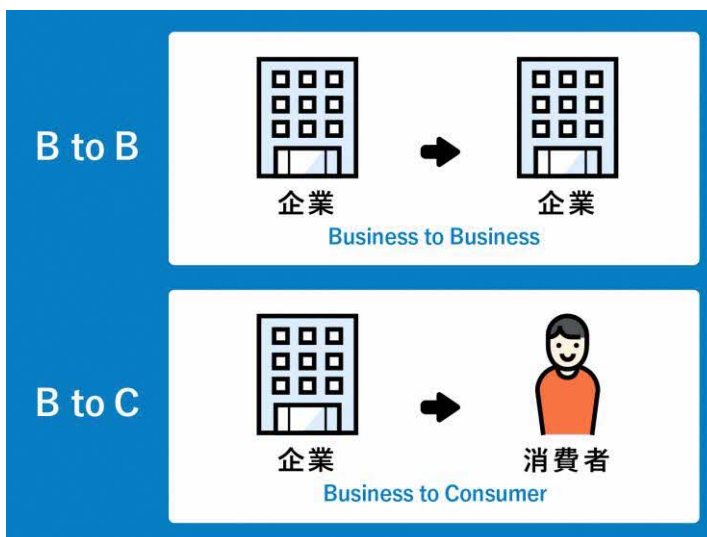 B to B
企業
企業
Business to Business
B to C
企業
消費者
Business to Consumer